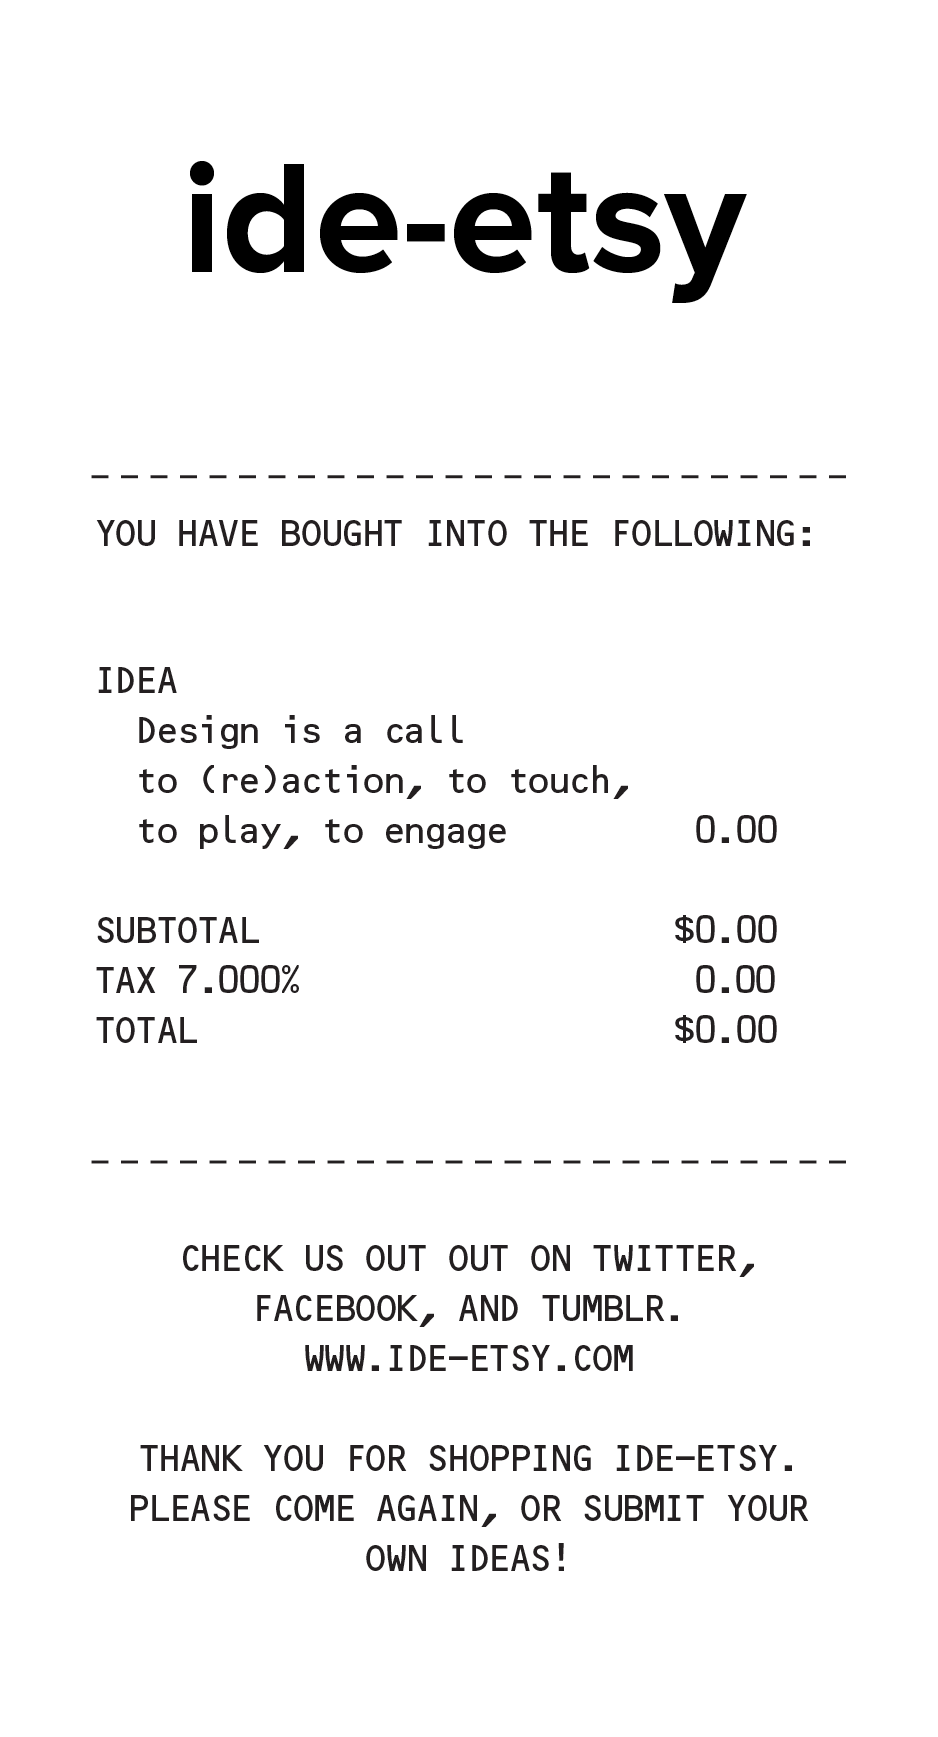 ide-etsy
YOU HAVE BOUGHT INTO THE FOLLOWING:
IDEA
Design is a call
to (re)action, to touch,
to play, to engage 0.00
SUBTOTAL $0.00
TAX 7.000% 0.00
TOTAL $0.00
CHECK US OUT OUT ON TWITTER,
FACEBOOK, AND TUMBLR.
WWW.IDE-ETSY.COM
THANK YOU FOR SHOPPING IDE-ETSY.
PLEASE COME AGAIN, OR SUBMIT YOUR
OWN IDEAS!